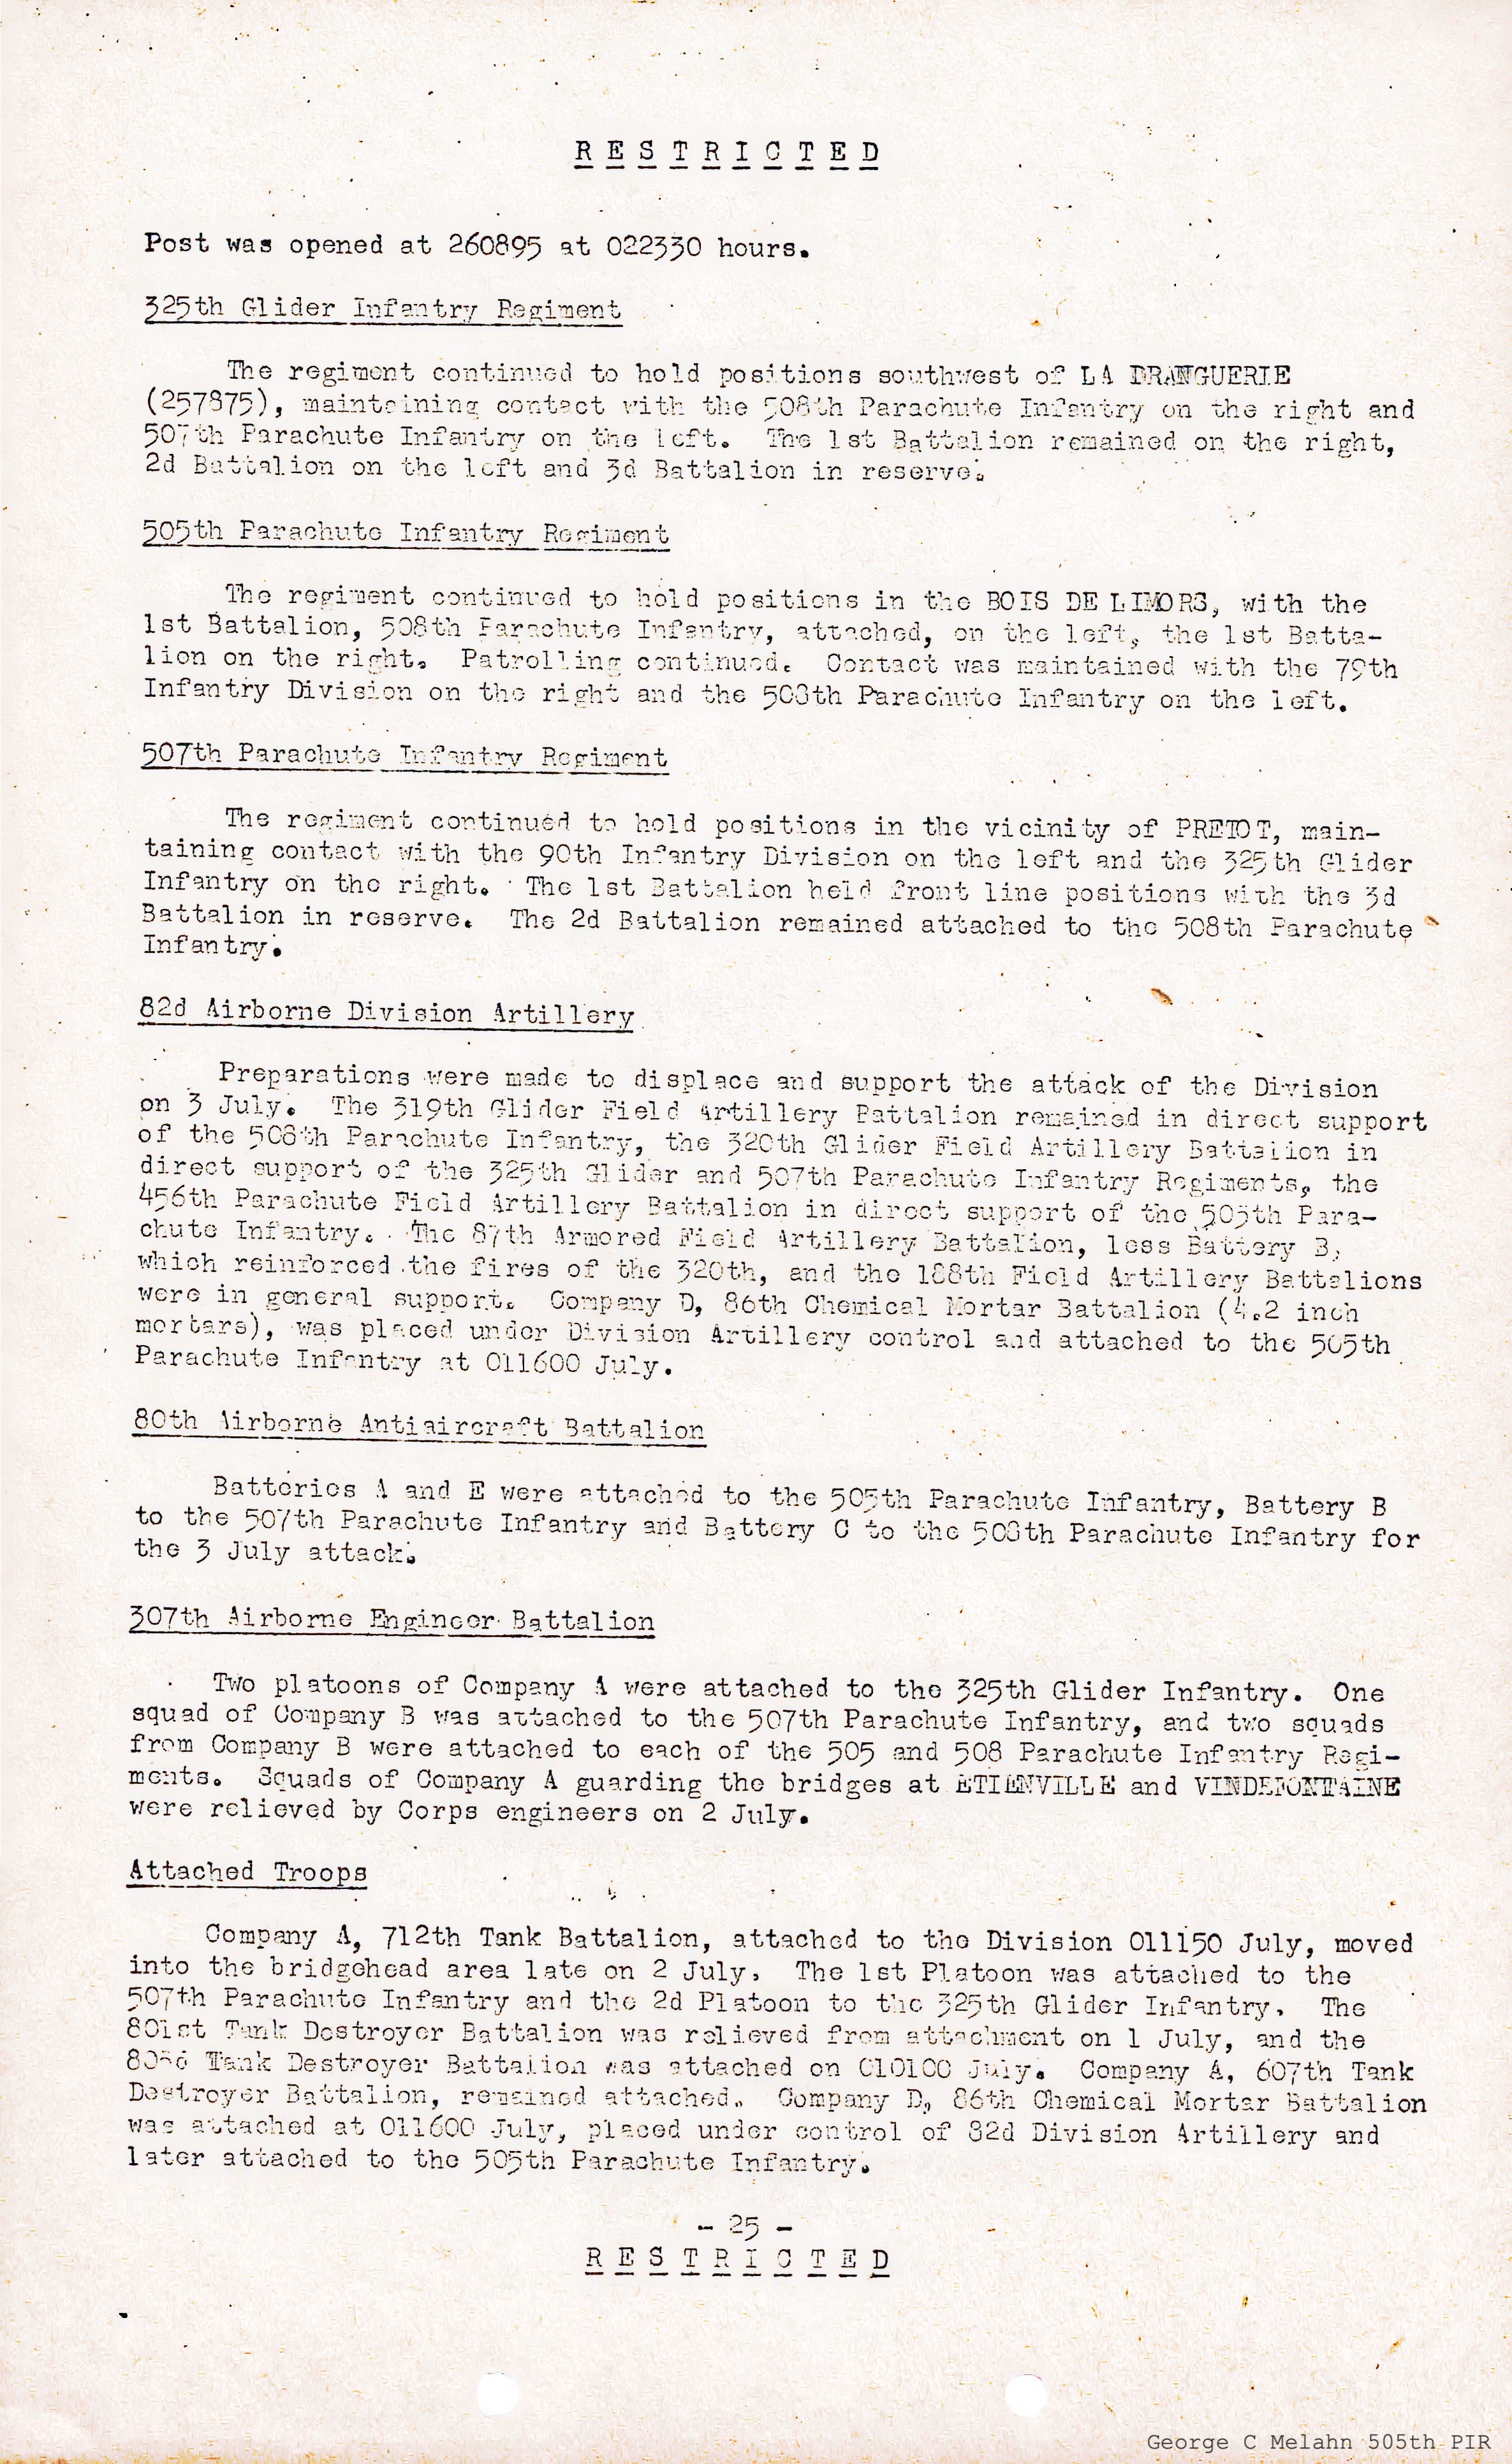 R E S T R I C T E D
Post was opened at 260895 at 022330 hours.
325th Glider Infantry Regiment
The regiment continued to hold positions southwest of LA DRANGUERIE
(257875), maintaining contact with the 508th Parachute Infantry on the right and
507th Parachute Infantry on the left. The 1st Battalion remained on the right,
2d Battalion on the left and 3d Battalion in reserve.
505th Parachute Infantry Regiment
The regiment continued to hold positions in the BOIS DE LIMORS, with the
1st Battalion, 508th Parachute Infantry, attached, on the left, the 1st Batta-
lion on the right. Patrolling continued. Contact was maintained with the 79th
Infantry Division on the right and the 508th Parachute Infantry on the left.
507th Parachute Infantry Regiment
The regiment continued to hold positions in the vicinity of PRETOT, main-
taining contact with the 90th Infantry Division on the left and the 325th Glider
Infantry on the right. The 1st Battalion held front line positions with the 3d
Battalion in reserve. The 2d Battalion remained attached to the 508th Parachute
Infantry.
82d Airborne Division Artillery
Preparations were made to displace and support the attack of the Division
on 3 July. The 319th Glider Field Artillery Battalion remained in direct support
of the 508th Parachute Infantry, the 320th Glider Field Artillery Battalion in
direct support of the 325th Glider and 507th Parachute Infantry Regiments, the
456th Parachute Field Artillery Battalion in direct support of the 505th Para-
chute Infantry. The 87th Armored Field Artillery Battalion, less Battery B,
which reinforced the fires of the 320th, and the 188th Field Artillery Battalions
were in general support. Company D, 86th Chemical Mortar Battalion (4.2 inch
mortars), was placed under Division Artillery control and attached to the 505th
Parachute Infantry at 011600 July.
80th Airborne Antiaircraft Battalion
Batteries A and E were attached to the 505th Parachute Infantry, Battery B
to the 507th Parachute Infantry and Battery C to the 508th Parachute Infantry for
the 3 July attack.
307th Airborne Engineer Battalion
Two platoons of Company A were attached to the 325th Glider Infantry. One
squad of Company B was attached to the 507th Parachute Infantry, and two squads
from Company B were attached to each of the 505 and 508 Parachute Infantry Regi-
ments. Squads of Company A guarding the bridges at ETIENVILLE and VINDEFONTAINE
were relieved by Corps engineers on 2 July.
Attached Troops
Company A, 712th Tank Battalion, attached to the Division 011150 July, moved
into the bridgehead area late on 2 July. The 1st Platoon was attached to the
507th Parachute Infantry and the 2d Platoon to the 325th Glider Infantry. The
801st Tank Destroyer Battalion was relieved from attachment on 1 July, and the
803d Tank Destroyer Battalion was attached on 010100 July. Company A, 607th Tank
Destroyer Battalion, remained attached. Company D, 86th Chemical Mortar Battalion
was attached at 011600 July, placed under control of 82d Division Artillery and
later attached to the 505th Parachute Infantry.
- 25 -
R E S T R I C T E D
George C Melahn 505th PIR